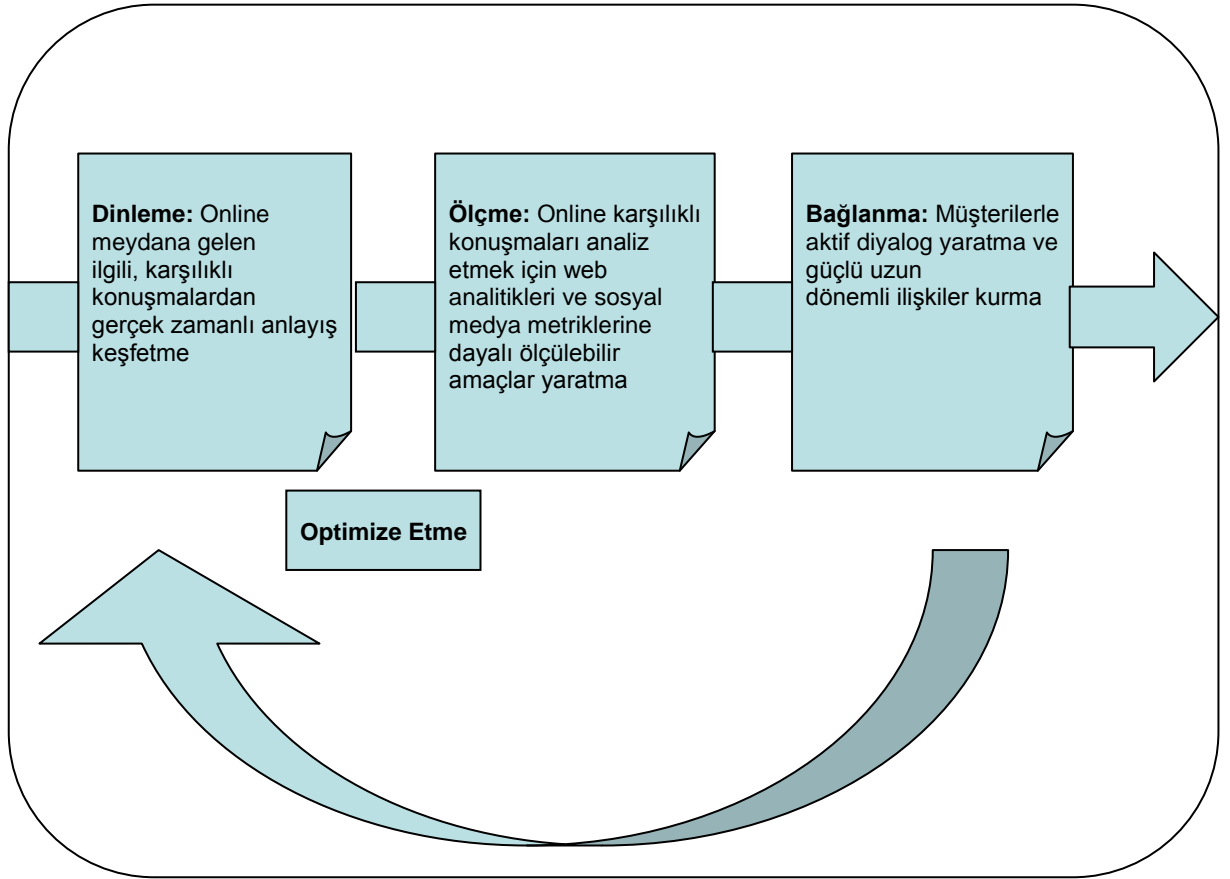 Dinleme: Online
meydana gelen
ilgili, karşılıklı
konuşmalardan
gerçek zamanlı anlayış
keşfetme
Ölçme: Online karşılıklı
konuşmaları analiz
etmek için web
analitikleri ve sosyal
medya metriklerine
dayalı ölçülebilir
amaçlar yaratma
Bağlanma: Müşterilerle
aktif diyalog yaratma ve
güçlü uzun
dönemli ilişkiler kurma
Optimize Etme